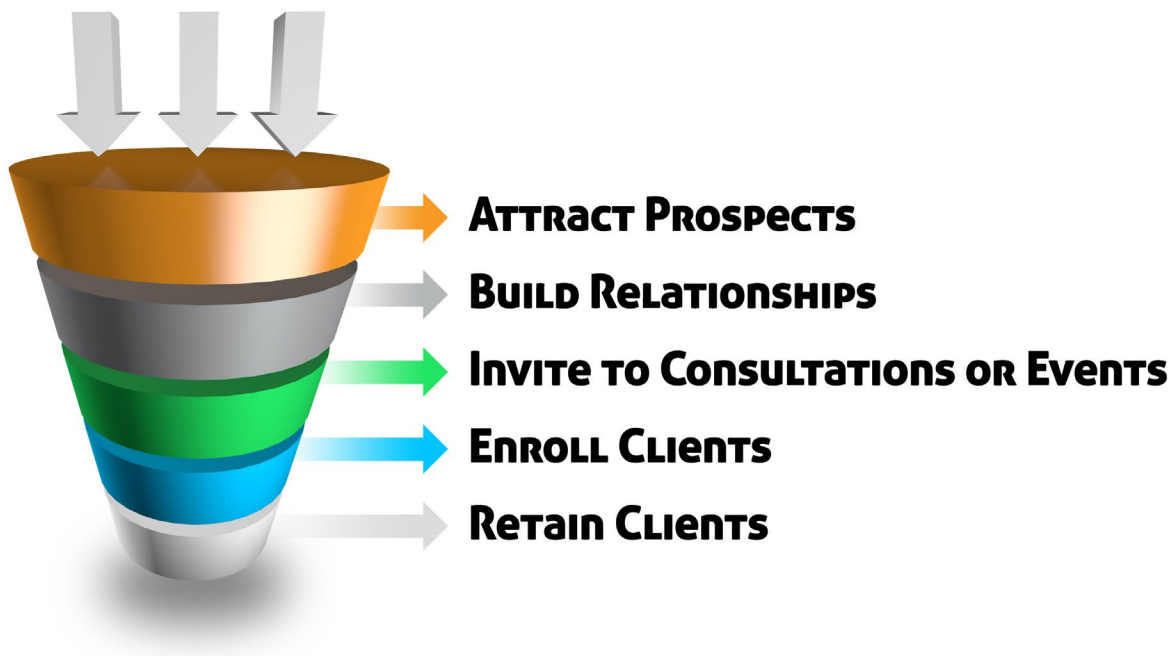 Attract Prospects
Build Relationships
Invite to Consultations or Events
Enroll Clients
Retain Clients